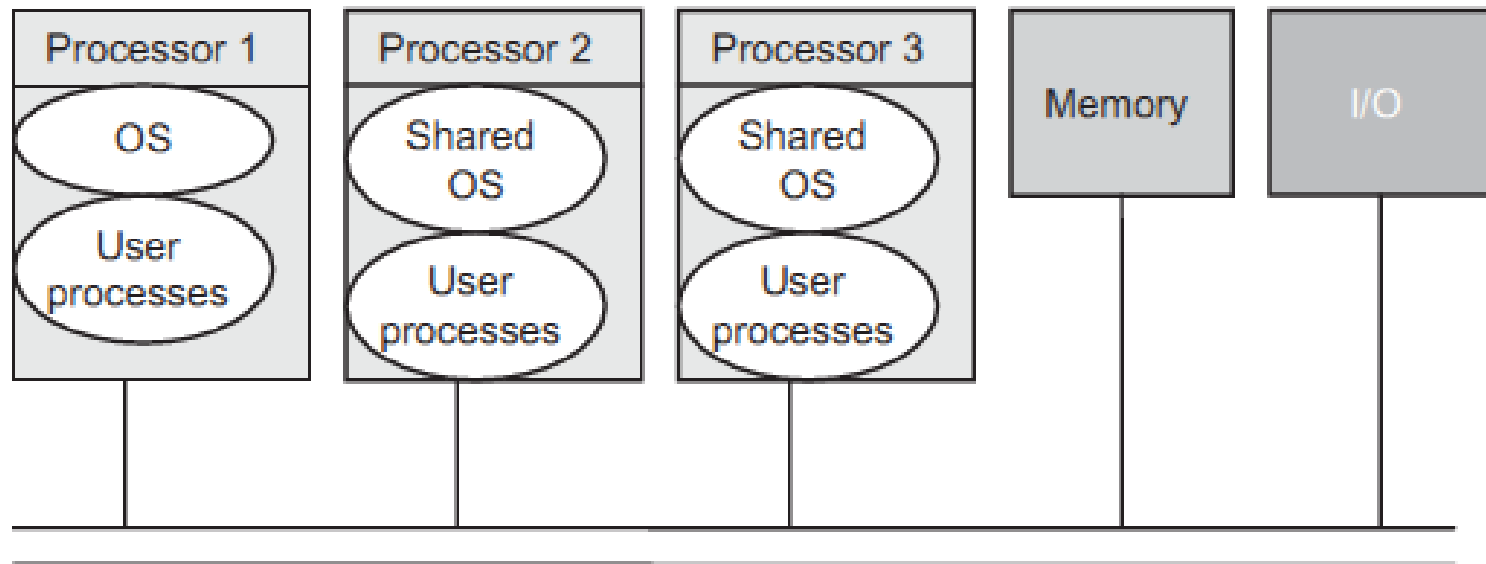 Processor 1
OS
User
processes
Processor 2
Shared
OS
User
processes
Processor 3
Shared
OS
User
processes
Memory
I/O